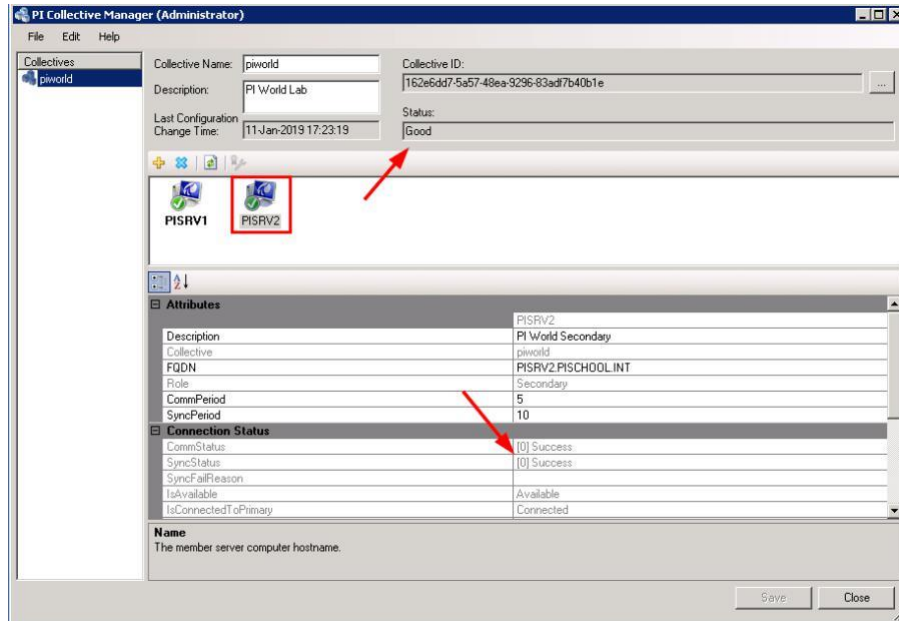 PI Collective Manager (Administrator)
File Edit Help
Collectives
piworld
Collective Name: piworld
Description: PI World Lab
Last Configuration
Change Time: 11-Jan-2019 17:23:19
Collective ID:
162e6dd7-5a57-48ea-9296-83adf7b40b1e
...
Status:
Good
PISRV1 PISRV2
Attributes
PISRV2
Description PI World Secondary
Collective piworld
FQDN PISRV2.PISCHOOL.INT
Role Secondary
CommPeriod 5
SyncPeriod 10
Connection Status
CommStatus [0] Success
SyncStatus [0] Success
SyncFailReason
IsAvailable Available
IsConnectedToPrimary Connected
Name
The member server computer hostname.
Save Close